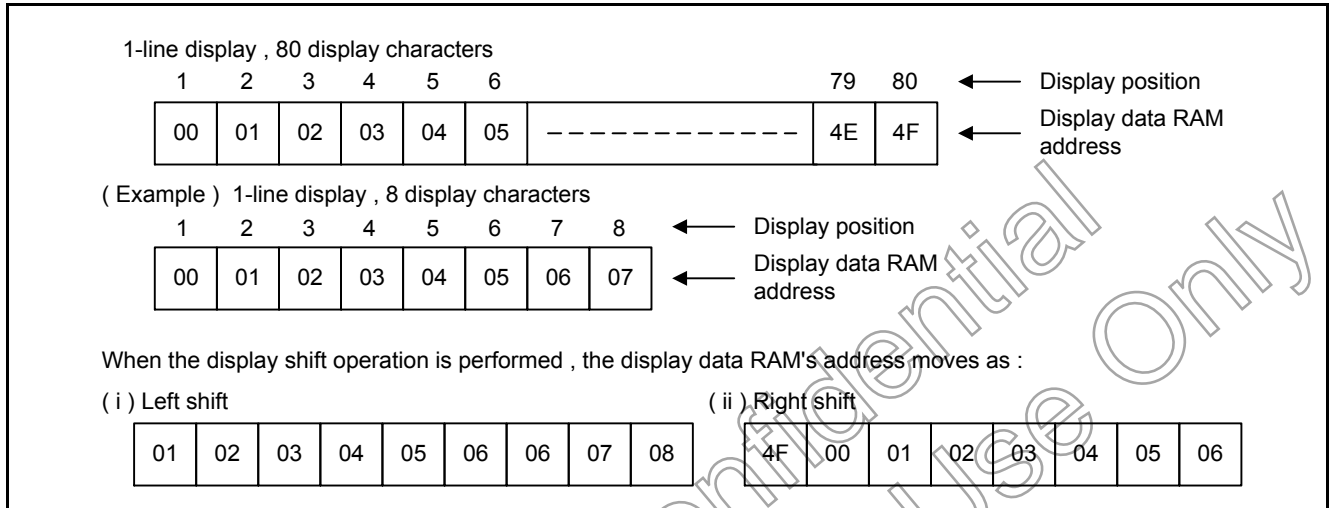 1-line display , 80 display characters
1 2 3 4 5 6 79 80 Display position
00 01 02 03 04 05 4E 4F Display data RAM address
( Example ) 1-line display , 8 display characters
1 2 3 4 5 6 7 8 Display position
00 01 02 03 04 05 06 07 Display data RAM address
When the display shift operation is performed , the display data RAM's address moves as :
( i ) Left shift ( ii ) Right shift
01 02 03 04 05 06 06 07 08 4F 00 01 02 03 04 05 06
Confidential
Use Only